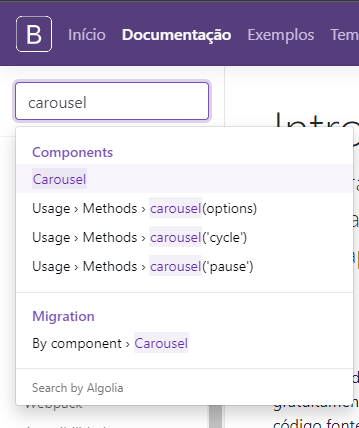 B Início Documentação Exemplos Tem
carousel
Intro
Components
Carousel
Usage › Methods › carousel(options)
Usage › Methods › carousel('cycle')
Usage › Methods › carousel('pause')
Migration
By component › Carousel
Search by Algolia
Webpack
gratuitamen
código fonte